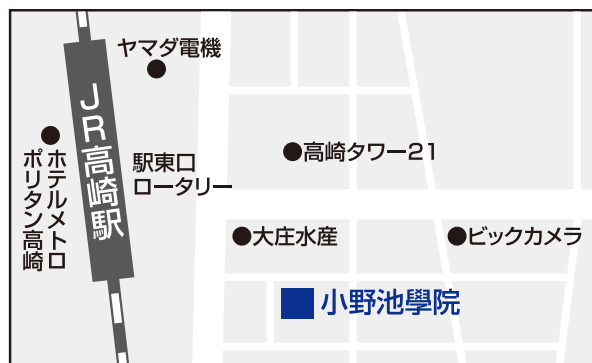 ヤマダ電機
JR高崎駅
ホテルメトロ
ポリタン高崎
駅東口
ロータリー
高崎タワー21
大庄水産
ビックカメラ
小野池學院